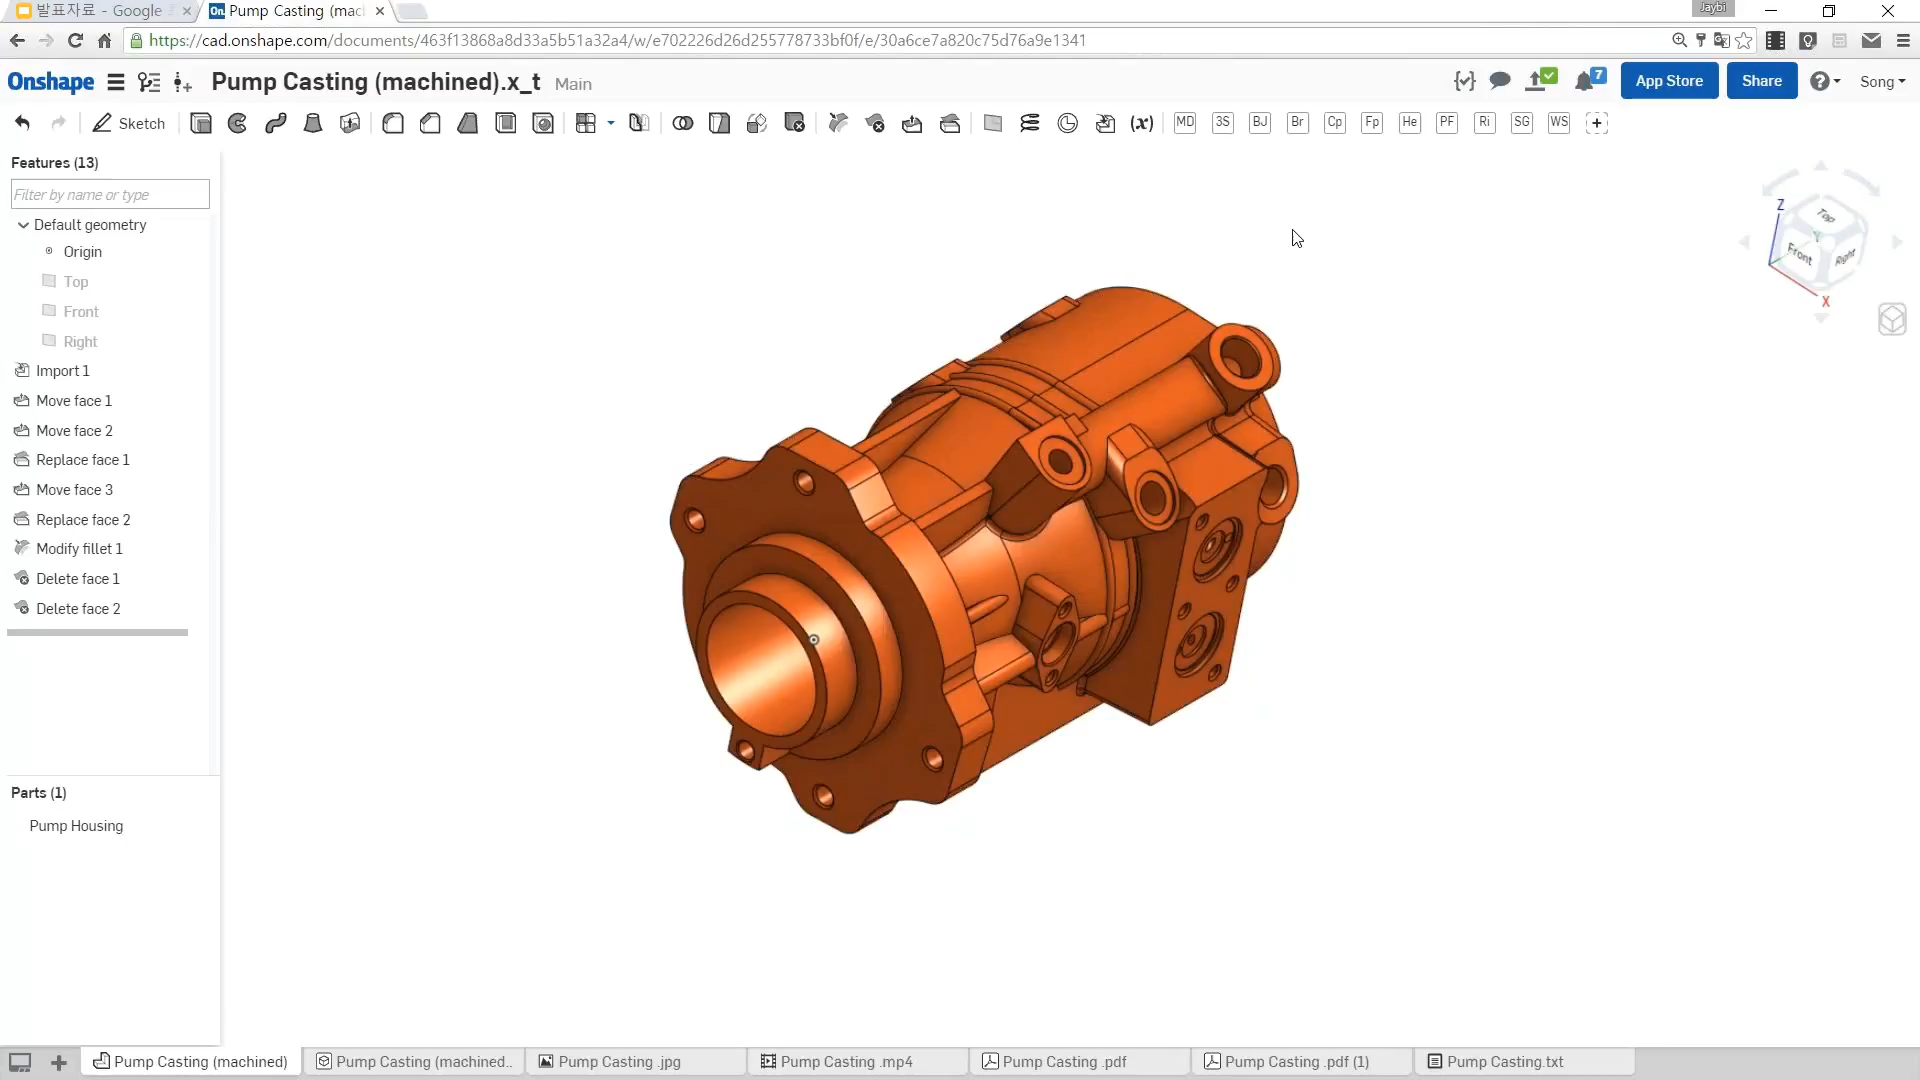 발표자료 - Google
Pump Casting (mac
Jaybi
https://cad.onshape.com/documents/463f13868a8d33a5b51a32a4/w/e702226d26d255778733bf0f/e/30a6ce7a820c75d76a9e1341
Onshape
Pump Casting (machined).x_t Main
7
App Store
Share
Song
Sketch
(x)
MD 3S BJ Br Cp Fp He PF Ri SG WS
Features (13)
Filter by name or type
Default geometry
Origin
Top
Front
Right
Import 1
Move face 1
Move face 2
Replace face 1
Move face 3
Replace face 2
Modify fillet 1
Delete face 1
Delete face 2
Parts (1)
Pump Housing
Z
Top
Y
Front
Right
X
Pump Casting (machined)
Pump Casting (machined..
Pump Casting .jpg
Pump Casting .mp4
Pump Casting .pdf
Pump Casting .pdf (1)
Pump Casting.txt